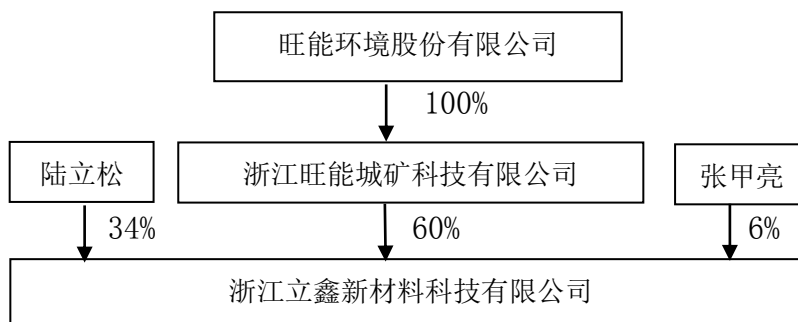 旺能环境股份有限公司
100%
陆立松
浙江旺能城矿科技有限公司
张甲亮
34%
60%
6%
浙江立鑫新材料科技有限公司